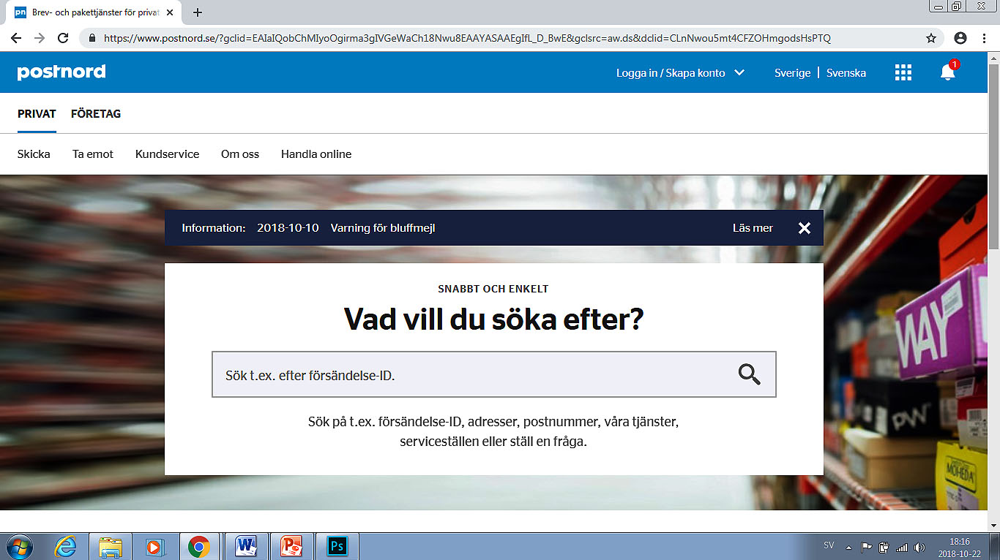 Brev- och pakettjänster för privat
https://www.postnord.se/?gclid=EAIaIQobChMIyoOgirma3gIVGeWaCh18Nwu8EAAYASAAEgIfL_D_BwE&gclsrc=aw.ds&dclid=CLnNwou5mt4CFZOHmgodsHsPTQ
postnord
Logga in / Skapa konto
Sverige | Svenska
1
PRIVAT FÖRETAG
Skicka Ta emot Kundservice Om oss Handla online
Information: 2018-10-10 Varning för bluffmejl Läs mer
SNABBT OCH ENKELT
Vad vill du söka efter?
Sök t.ex. efter försändelse-ID.
Sök på t.ex. försändelse-ID, adresser, postnummer, våra tjänster,
serviceställen eller ställ en fråga.
WAY
PW
MOHEDA
SV
18:16
2018-10-22